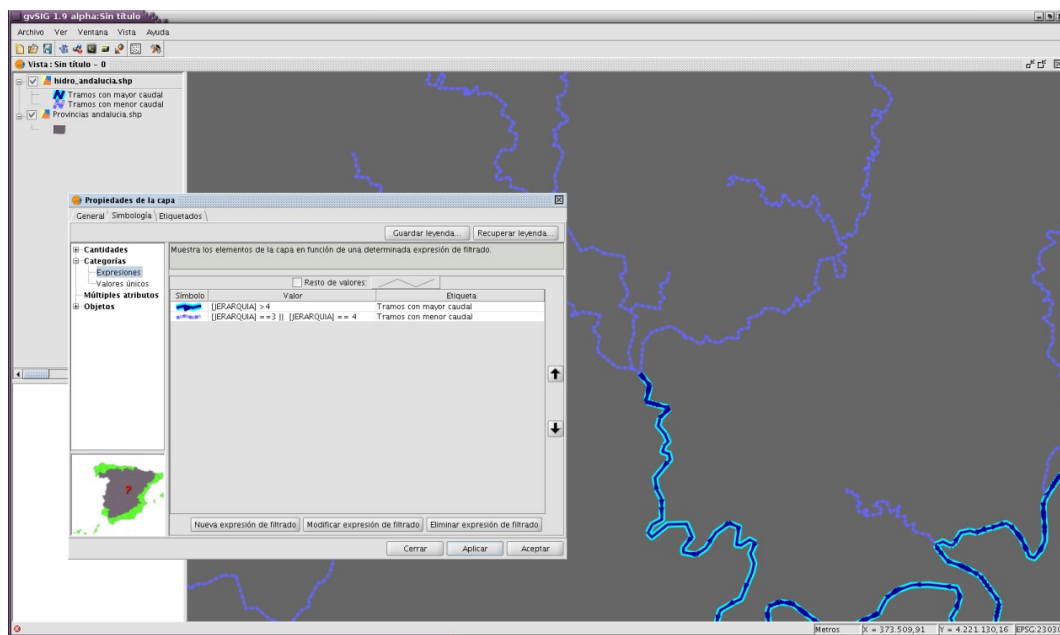 gvSIG 1.9 alpha:Sin título
Archivo Ver Ventana Vista Ayuda
Vista : Sin título - 0
hidro_andalucia.shp
Tramos con mayor caudal
Tramos con menor caudal
Provincias andalucia.shp
Propiedades de la capa
General Simbología Etiquetados
Guardar leyenda... Recuperar leyenda...
Cantidades
Categorías
Expresiones
Valores únicos
Múltiples atributos
Objetos
Muestra los elementos de la capa en función de una determinada expresión de filtrado.
Resto de valores:
Símbolo Valor Etiqueta
[JERARQUIA] >4 Tramos con mayor caudal
[JERARQUIA] ==3 || [JERARQUIA] == 4 Tramos con menor caudal
?
Nueva expresión de filtrado Modificar expresión de filtrado Eliminar expresión de filtrado
Cerrar Aplicar Aceptar
Metros X = 373.509,91 Y = 4.221.130,16 EPSG:23030